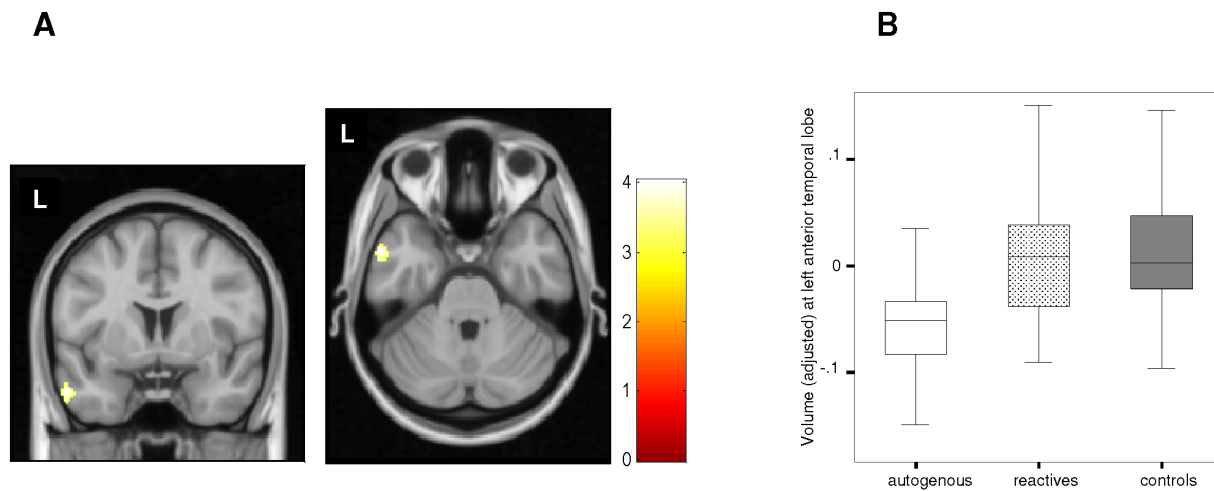 A
B
L
L
4
3
2
1
0
Volume (adjusted) at left anterior temporal lobe
.1
0
-.1
autogenous
reactives
controls